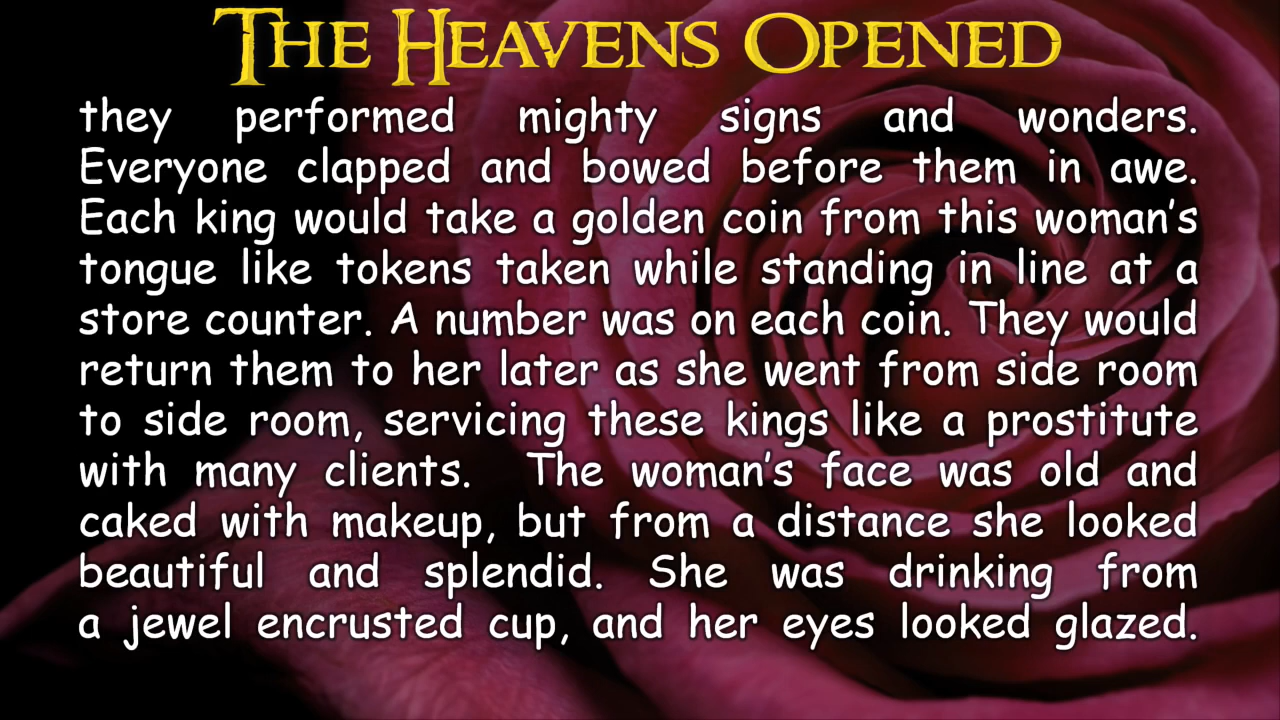 The Heavens Opened
they performed mighty signs and wonders.
Everyone clapped and bowed before them in awe.
Each king would take a golden coin from this woman's
tongue like tokens taken while standing in line at a
store counter. A number was on each coin. They would
return them to her later as she went from side room
to side room, servicing these kings like a prostitute
with many clients.  The woman's face was old and
caked with makeup, but from a distance she looked
beautiful and splendid. She was drinking from
a jewel encrusted cup, and her eyes looked glazed.